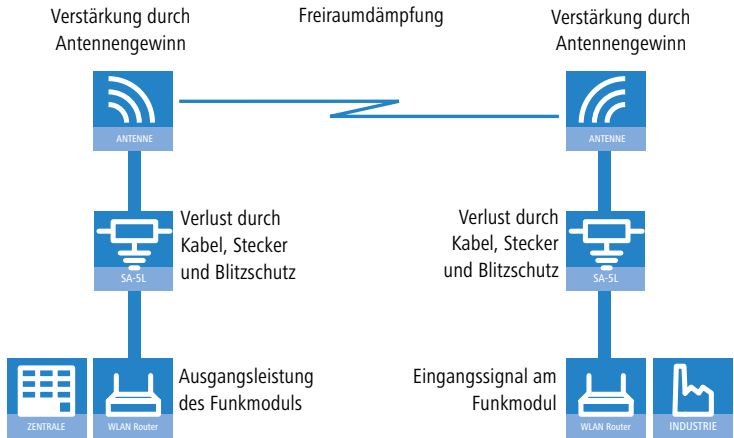 Verstärkung durch
Antennengewinn
Freiraumdämpfung
Verstärkung durch
Antennengewinn
ANTENNE
ANTENNE
Verlust durch
Kabel, Stecker
und Blitzschutz
SA-5L
Verlust durch
Kabel, Stecker
und Blitzschutz
SA-5L
ZENTRALE
WLAN Router
Ausgangsleistung
des Funkmoduls
Eingangssignal am
Funkmodul
WLAN Router
INDUSTRIE